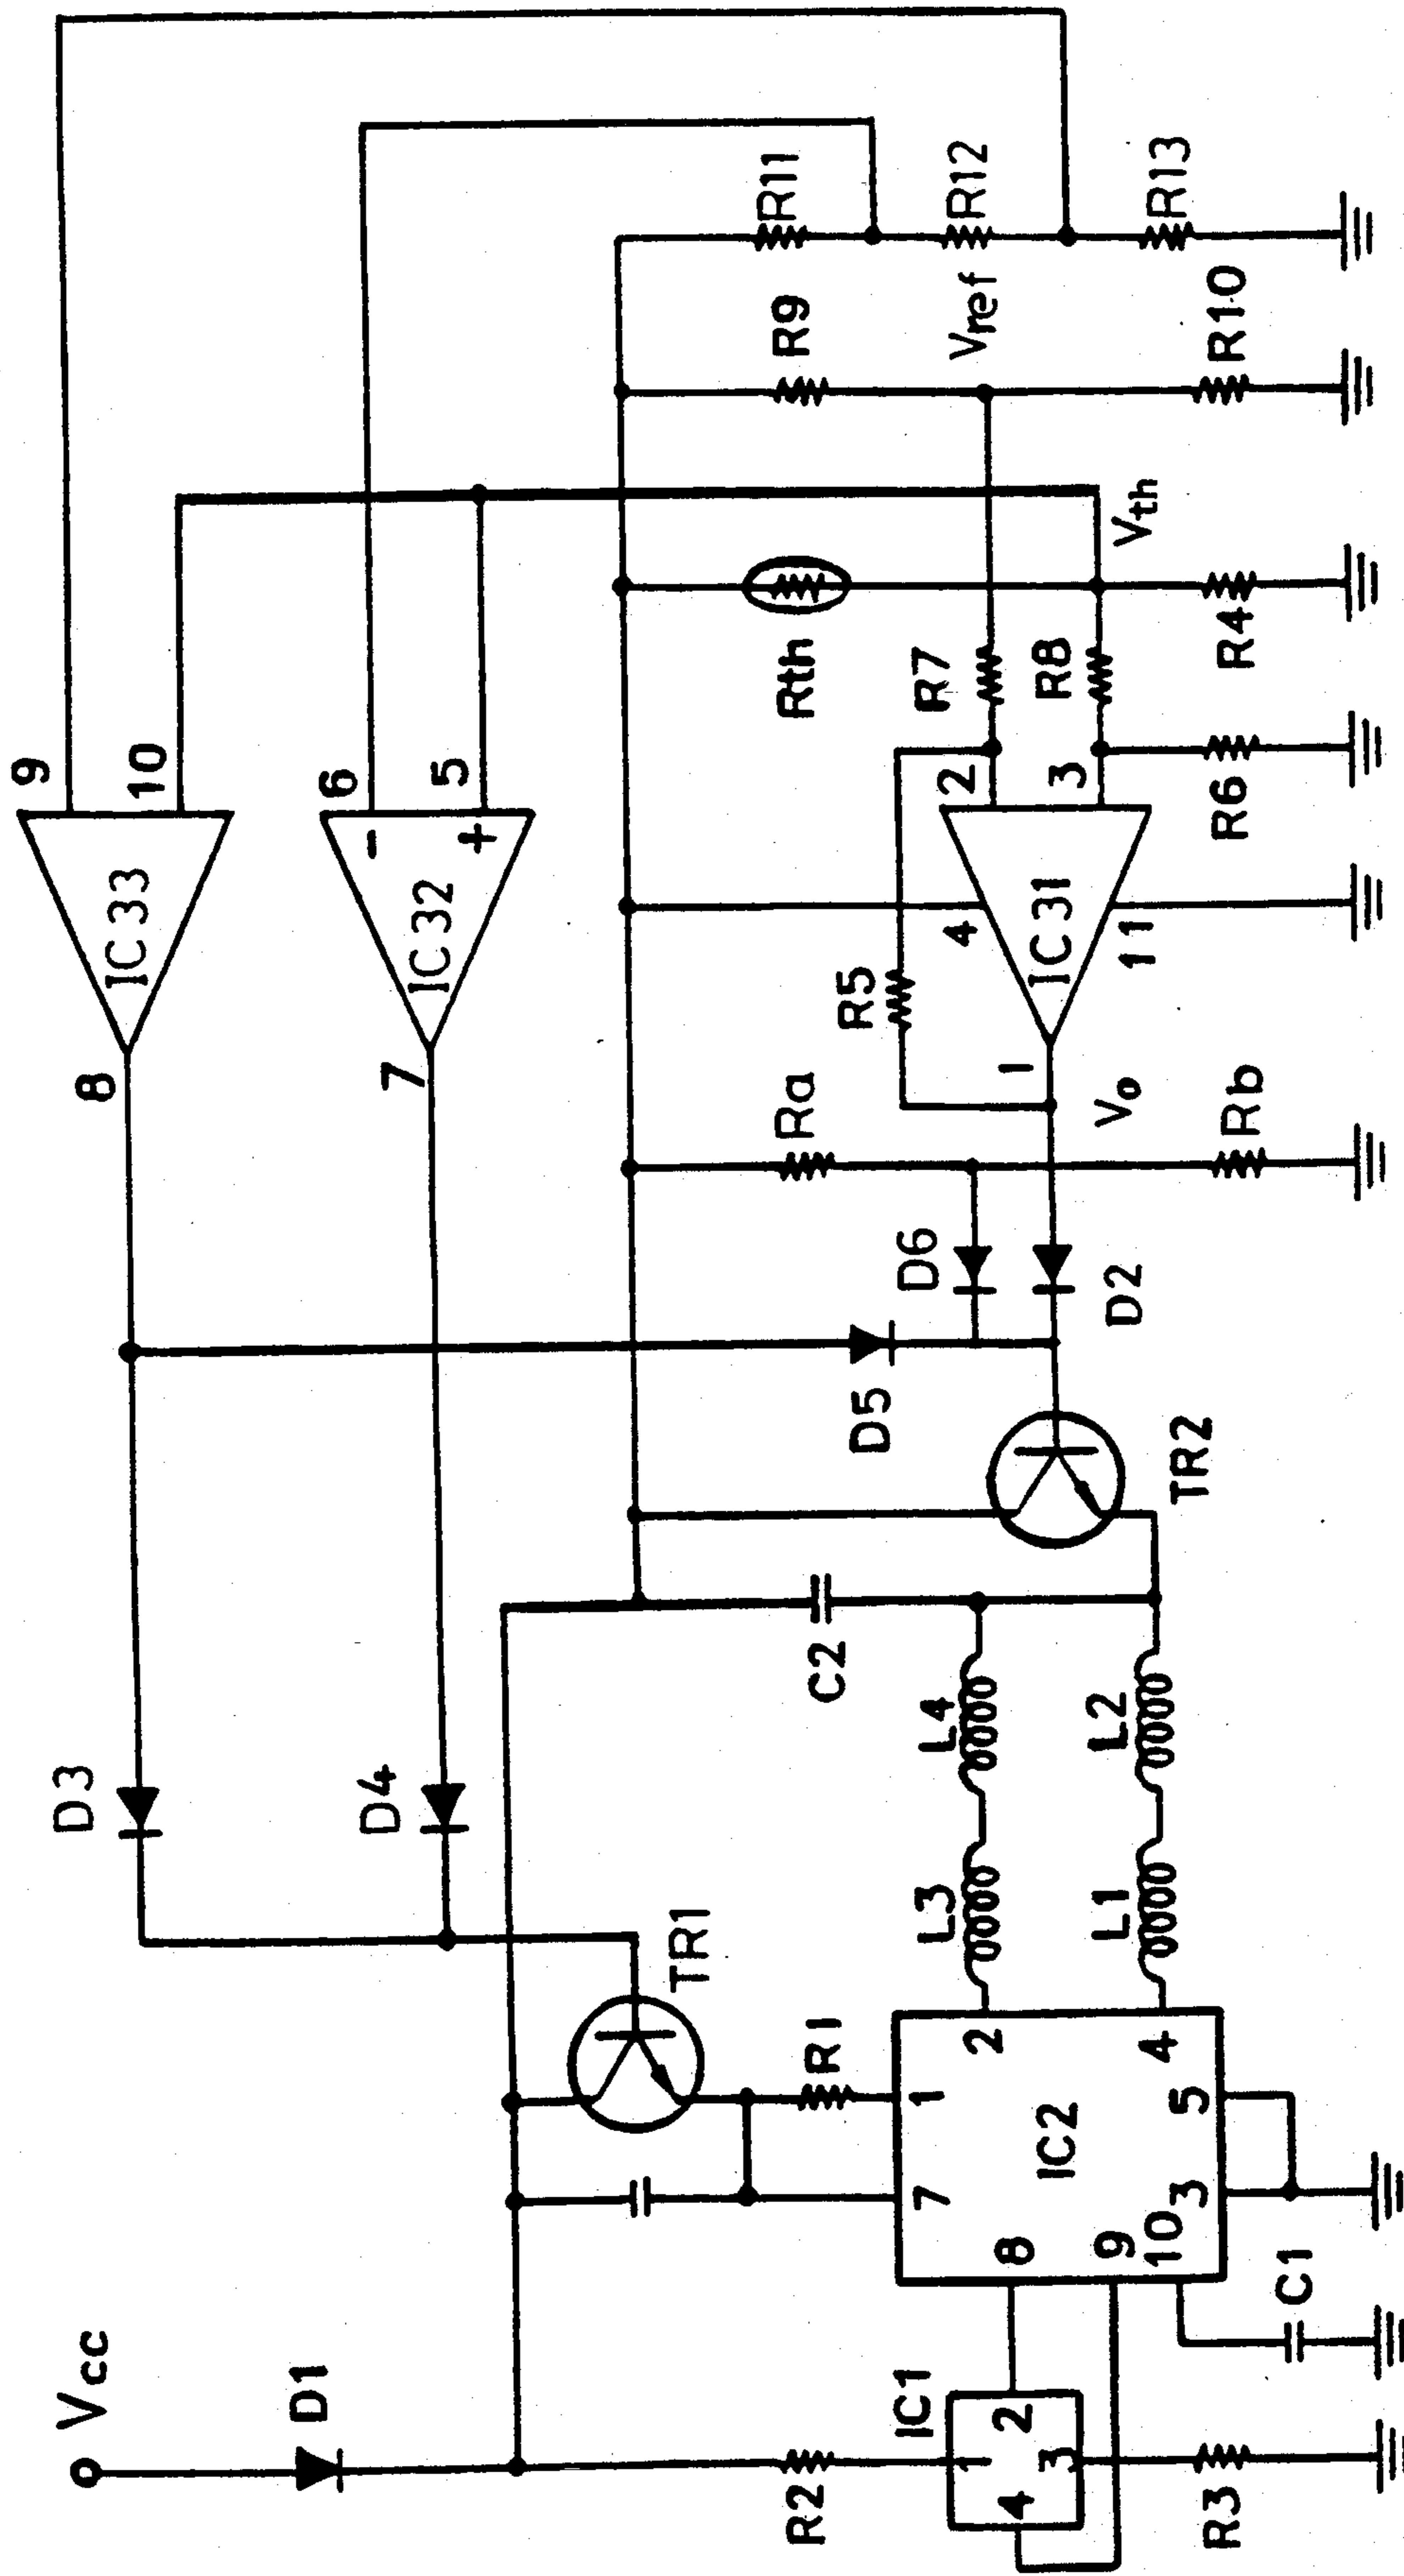 Vcc
D1
D3
D4
TR1
D5
8
7
IC33
IC32
9
10
6
5
-
+
R2
IC1
1
2
3
4
R3
R1
7
1
8
9
10
IC2
2
4
3
5
C1
L3
L4
L1
L2
C2
TR2
D6
D2
Ra
Vo
Rb
R5
1
4
IC31
11
2
3
R7
R8
R6
Rth
R4
Vth
R9
Vref
R10
R11
R12
R13